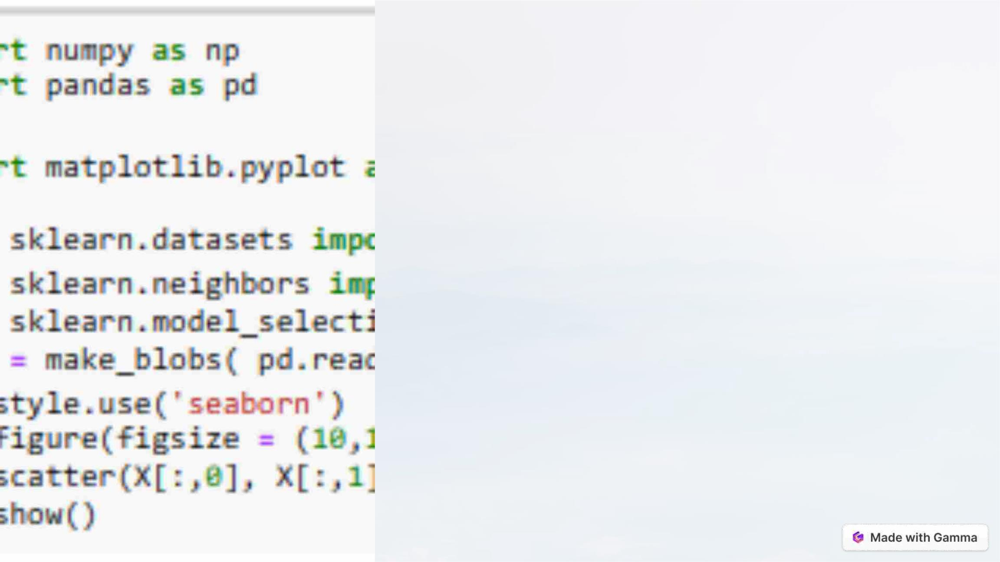 rt numpy as np
rt pandas as pd
rt matplotlib.pyplot a
sklearn.datasets impo
sklearn.neighbors imp
sklearn.model_selecti
= make_blobs( pd.read
style.use('seaborn')
figure(figsize = (10,1
scatter(X[:,0], X[:,1]
show()
Made with Gamma